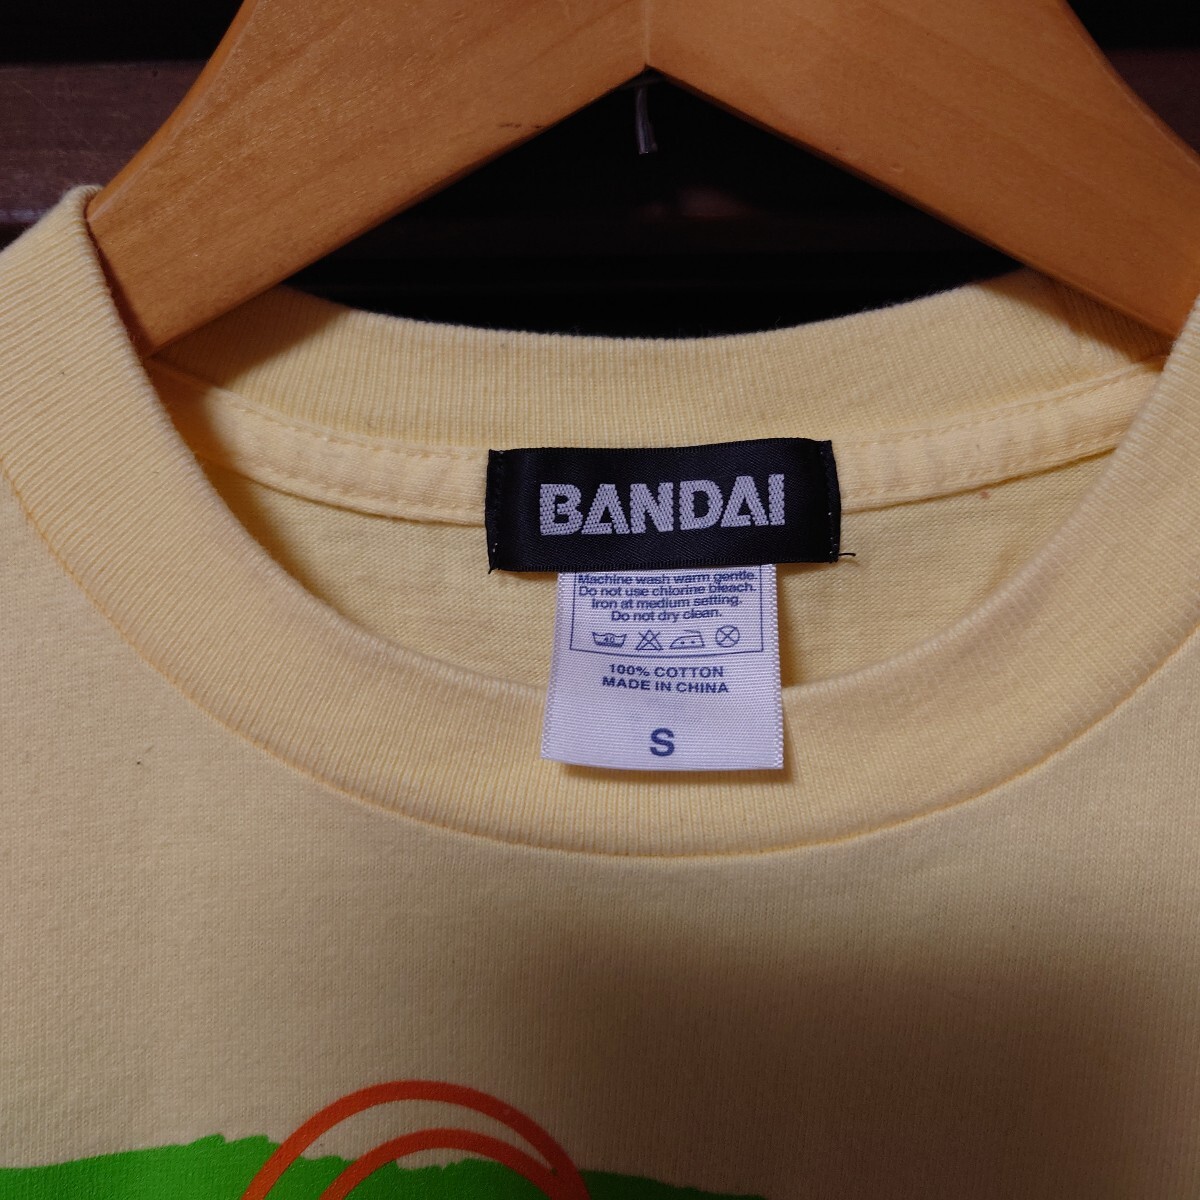 BANDAI
Machine wash warm gentle.
Do not use chlorine bleach.
Iron at medium setting.
Do not dry clean.
40
100% COTTON
MADE IN CHINA
S